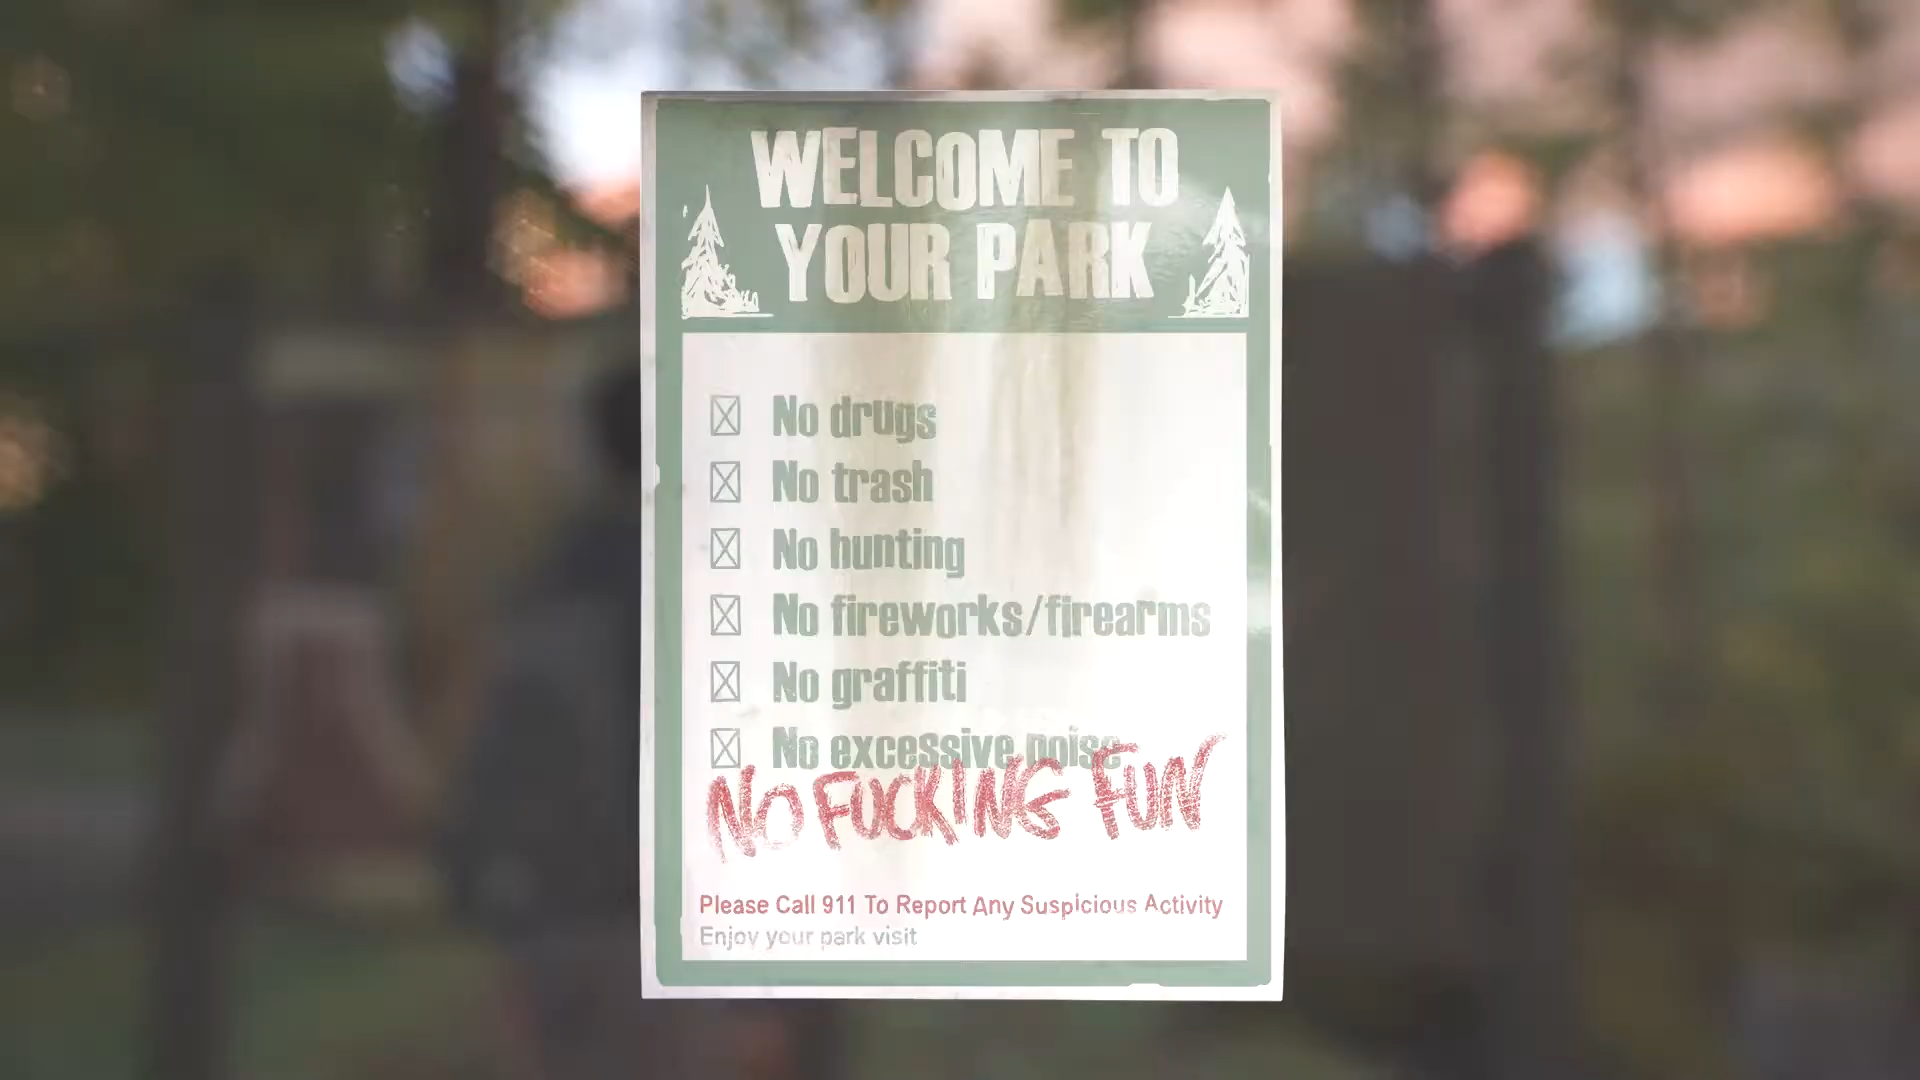 WELCOME TO
YOUR PARK
No drugs
No trash
No hunting
No fireworks/firearms
No graffiti
No excessive noise
NO FUCKING FUN
Please Call 911 To Report Any Suspicious Activity
Enjoy your park visit